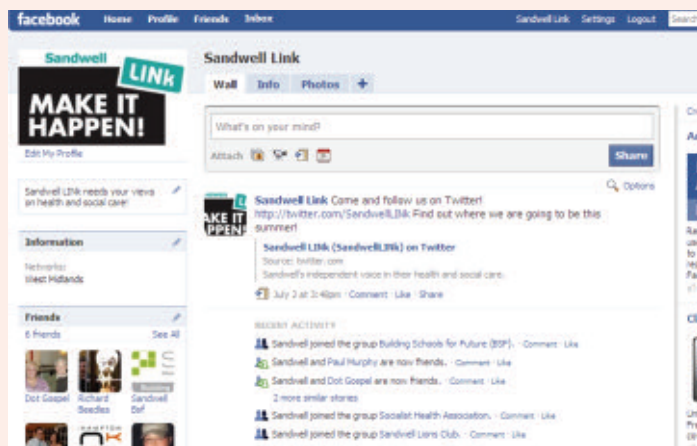 facebook Home Profile Friends Inbox Sandwell Link Settings Logout Search
Sandwell
LINk
MAKE IT
HAPPEN!
Edit My Profile
Sandwell LINk needs your views
on health and social care!
Information
Networks:
West Midlands
Friends
6 friends See All
Dot Gospel Richard
Beedles Sandwell
Bsf
Sandwell Link
Wall Info Photos +
What's on your mind?
Attach Share
Options
Sandwell Link Come and follow us on Twitter!
http://twitter.com/SandwellLINk Find out where we are going to be this
summer!
Sandwell LINk (SandwellLINk) on Twitter
Source: twitter.com
Sandwell's independent voice in their health and social care.
July 2 at 2:48pm · Comment · Like · Share
RECENT ACTIVITY
Sandwell joined the group Building Schools for Future (BSF). · Comment · Like
Sandwell and Paul Murphy are now friends. · Comment · Like
Sandwell and Dot Gospel are now friends. · Comment · Like
2 more similar stories
Sandwell joined the group Socialist Health Association. · Comment · Like
Sandwell joined the group Sandwell Lions Club. · Comment · Like